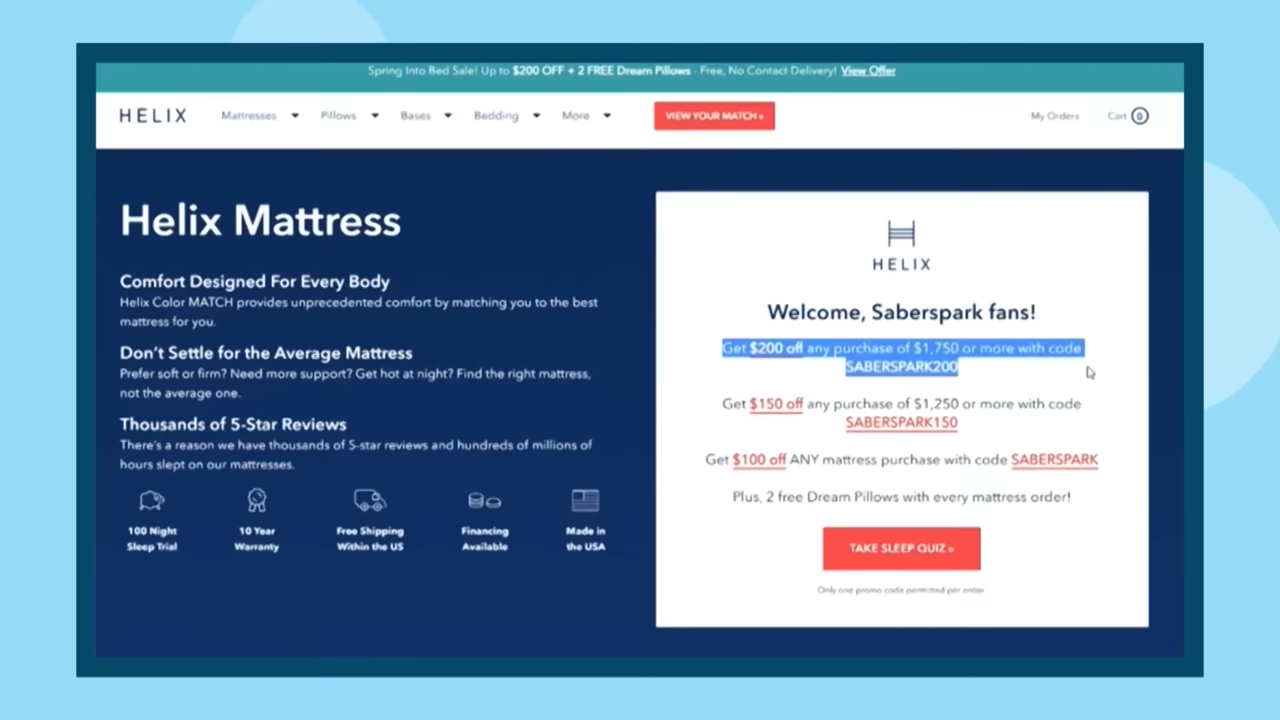 Spring Into Bed Sale! Up to $200 OFF + 2 FREE Dream Pillows - Free, No Contact Delivery! View Offer
HELIX
Mattresses
Pillows
Bases
Bedding
More
VIEW YOUR MATCH »
My Orders
Cart 0
Helix Mattress
Comfort Designed For Every Body
Helix Color MATCH provides unprecedented comfort by matching you to the best
mattress for you.
Don't Settle for the Average Mattress
Prefer soft or firm? Need more support? Get hot at night? Find the right mattress,
not the average one.
Thousands of 5-Star Reviews
There's a reason we have thousands of 5-star reviews and hundreds of millions of
hours slept on our mattresses.
100 Night
Sleep Trial
10 Year
Warranty
Free Shipping
Within the US
Financing
Available
Made in
the USA
HELIX
Welcome, Saberspark fans!
Get $200 off any purchase of $1,750 or more with code
SABERSPARK200
Get $150 off any purchase of $1,250 or more with code
SABERSPARK150
Get $100 off ANY mattress purchase with code SABERSPARK
Plus, 2 free Dream Pillows with every mattress order!
TAKE SLEEP QUIZ »
Only one promo code permitted per order